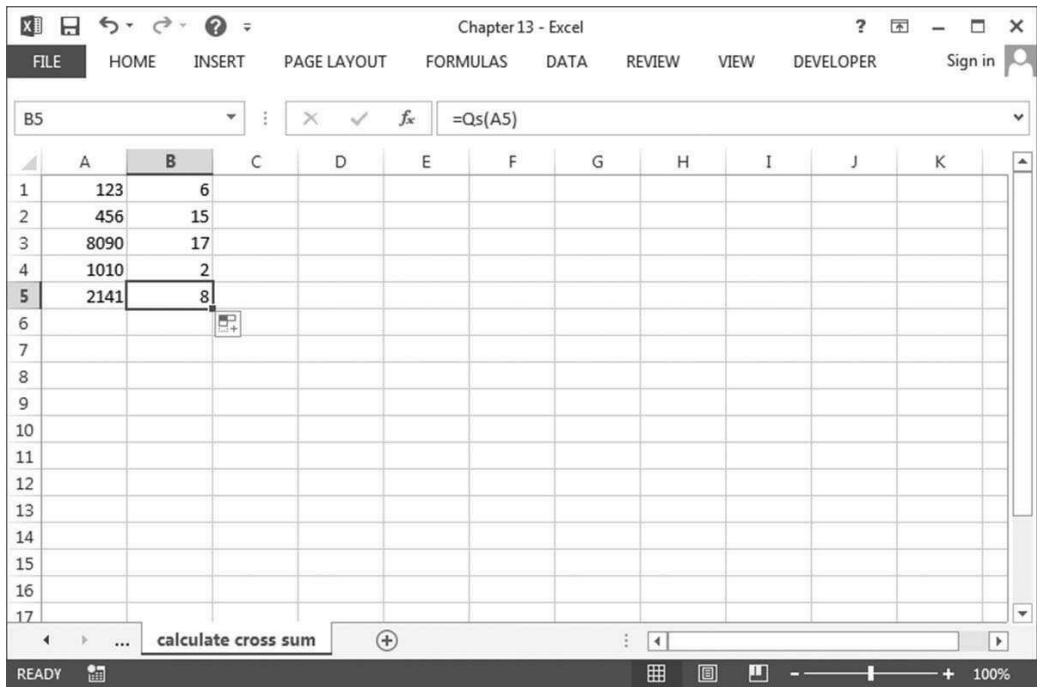 Chapter 13 - Excel ?
FILE HOME INSERT PAGE LAYOUT FORMULAS DATA REVIEW VIEW DEVELOPER Sign in
B5 fx =Qs(A5)
A B C D E F G H I J K
1 123 6
2 456 15
3 8090 17
4 1010 2
5 2141 8
6
7
8
9
10
11
12
13
14
15
16
17
... calculate cross sum
READY 100%